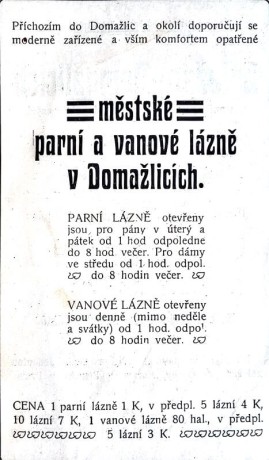 Příchozím do Domažlic a okolí doporučují se
moderně zařízené a vším komfortem opatřené
městské
parní a vanové lázně
v Domažlicích.
PARNÍ LÁZNĚ otevřeny
jsou pro pány v úterý a
pátek od 1 hod odpoledne
do 8 hod večer. Pro dámy
ve středu od 1 hod. odpol.
do 8 hodin večer.
VANOVÉ LÁZNĚ otevřeny
jsou denně (mimo neděle
a svátky) od 1 hod. odpol.
do 8 hodin večer.
CENA 1 parní lázně 1 K, v předpl. 5 lázní 4 K,
10 lázní 7 K, 1 vanové lázně 80 hal., v předpl.
5 lázní 3 K.